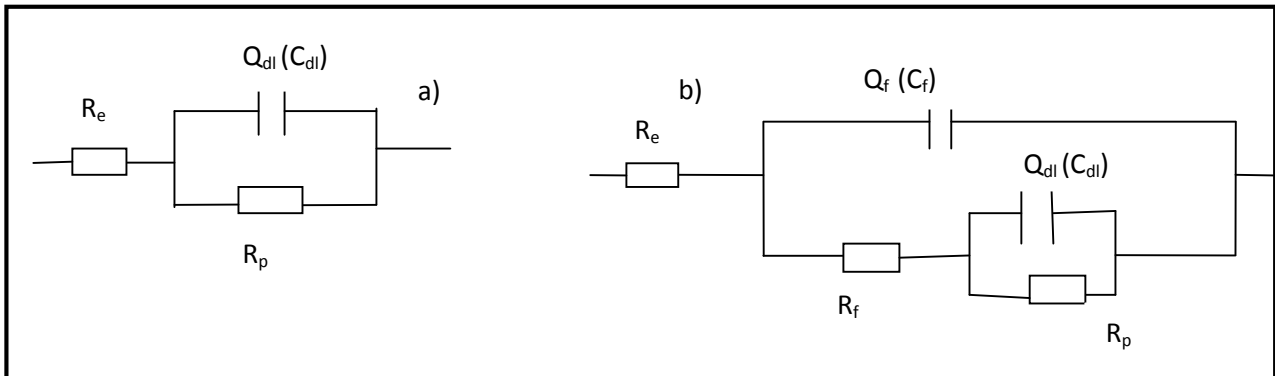 a)
R_e
Q_dl (C_dl)
R_p
b)
R_e
Q_f (C_f)
Q_dl (C_dl)
R_f
R_p